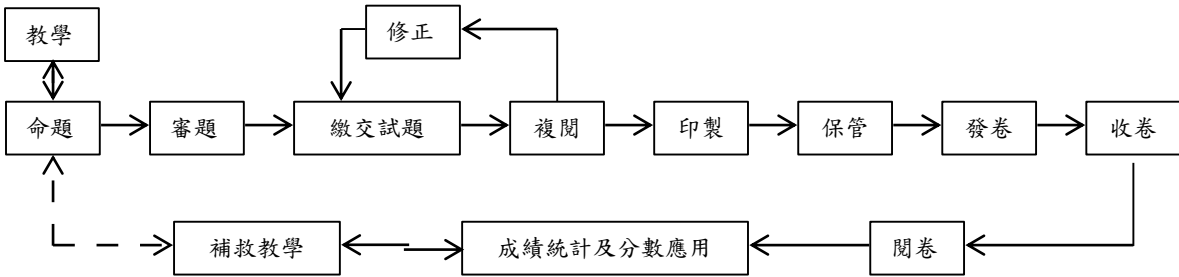 教學
修正
命題
審題
繳交試題
複閱
印製
保管
發卷
收卷
補救教學
成績統計及分數應用
閱卷